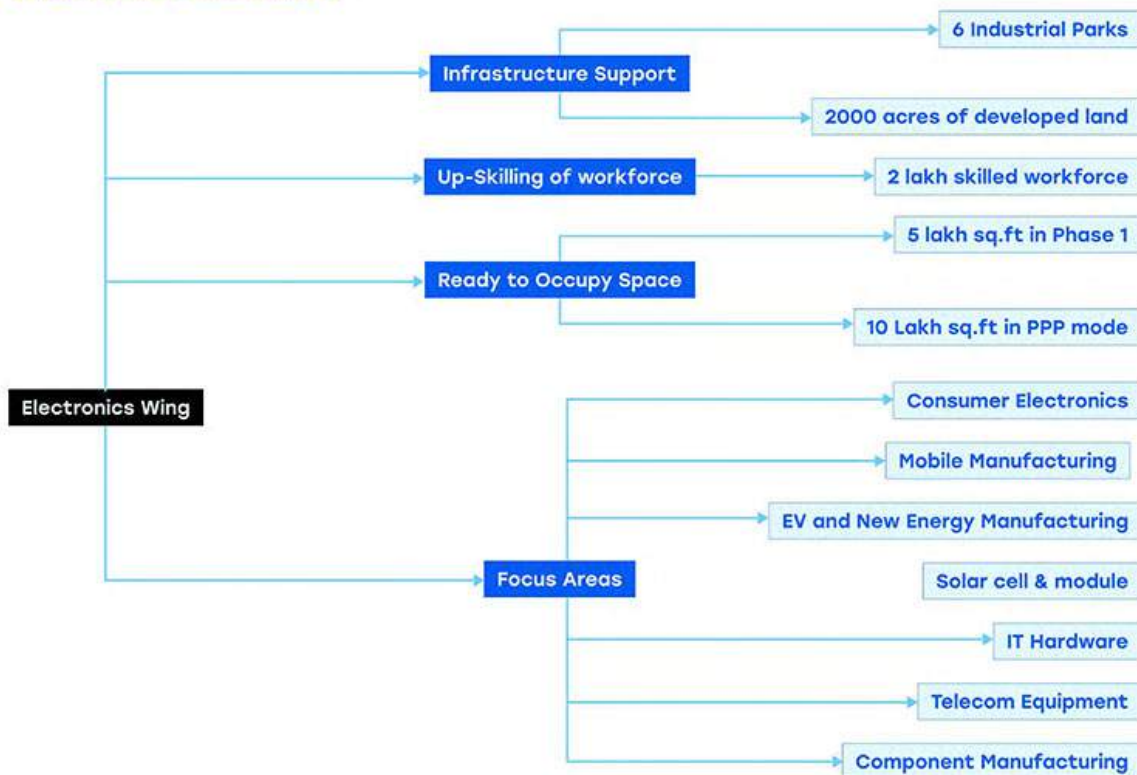 6 Industrial Parks
Infrastructure Support
2000 acres of developed land
Up-Skilling of workforce
2 lakh skilled workforce
5 lakh sq.ft in Phase 1
Ready to Occupy Space
10 Lakh sq.ft in PPP mode
Electronics Wing
Consumer Electronics
Mobile Manufacturing
EV and New Energy Manufacturing
Focus Areas
Solar cell & module
IT Hardware
Telecom Equipment
Component Manufacturing